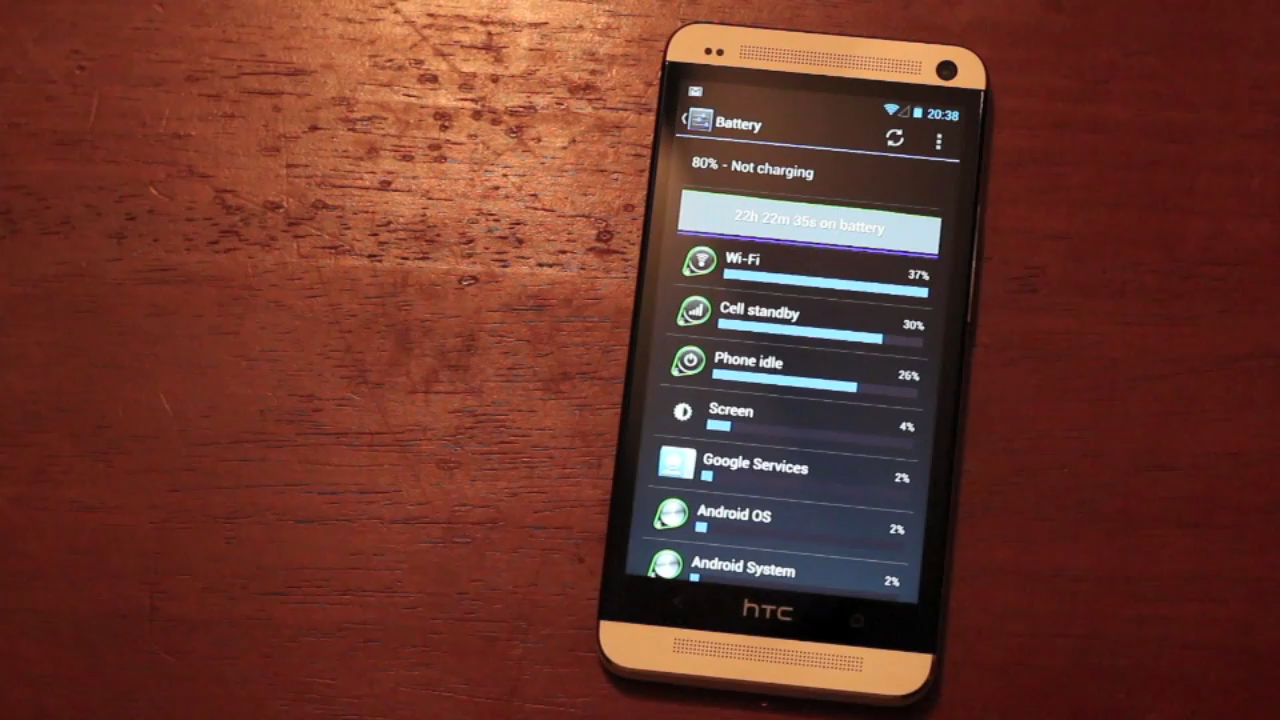 20:38
Battery
80% - Not charging
22h 22m 35s on battery
Wi-Fi 37%
Cell standby 30%
Phone idle 26%
Screen 4%
Google Services 2%
Android OS 2%
Android System 2%
hTC